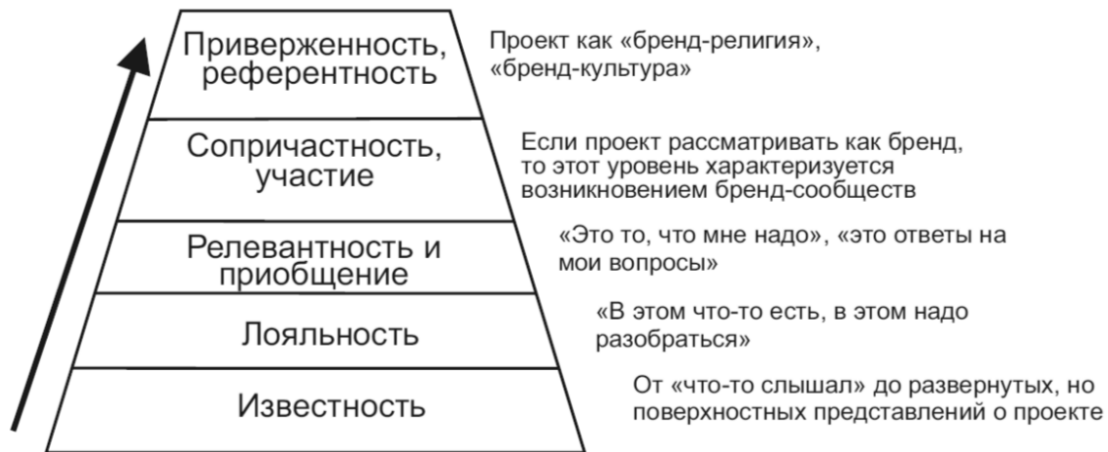 Приверженность,
референтность
Проект как «бренд-религия»,
«бренд-культура»
Сопричастность,
участие
Если проект рассматривать как бренд,
то этот уровень характеризуется
возникновением бренд-сообществ
Релевантность и
приобщение
«Это то, что мне надо», «это ответы на
мои вопросы»
Лояльность
«В этом что-то есть, в этом надо
разобраться»
Известность
От «что-то слышал» до развернутых, но
поверхностных представлений о проекте